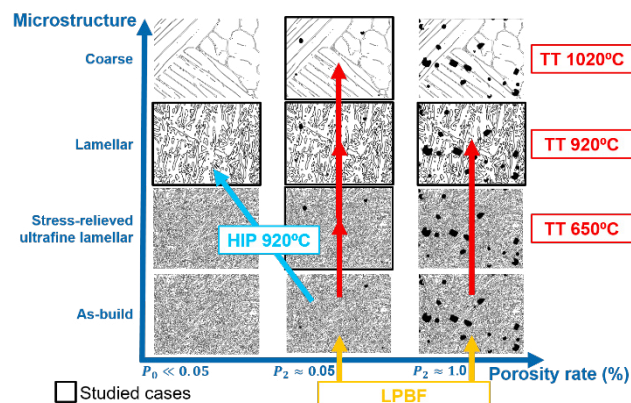 Microstructure
Coarse
TT 1020ºC
Lamellar
TT 920ºC
Stress-relieved
ultrafine lamellar
HIP 920ºC
TT 650ºC
As-build
P₀ ≪ 0.05
P₂ ≈ 0.05
P₂ ≈ 1.0
Porosity rate (%)
Studied cases
LPBF